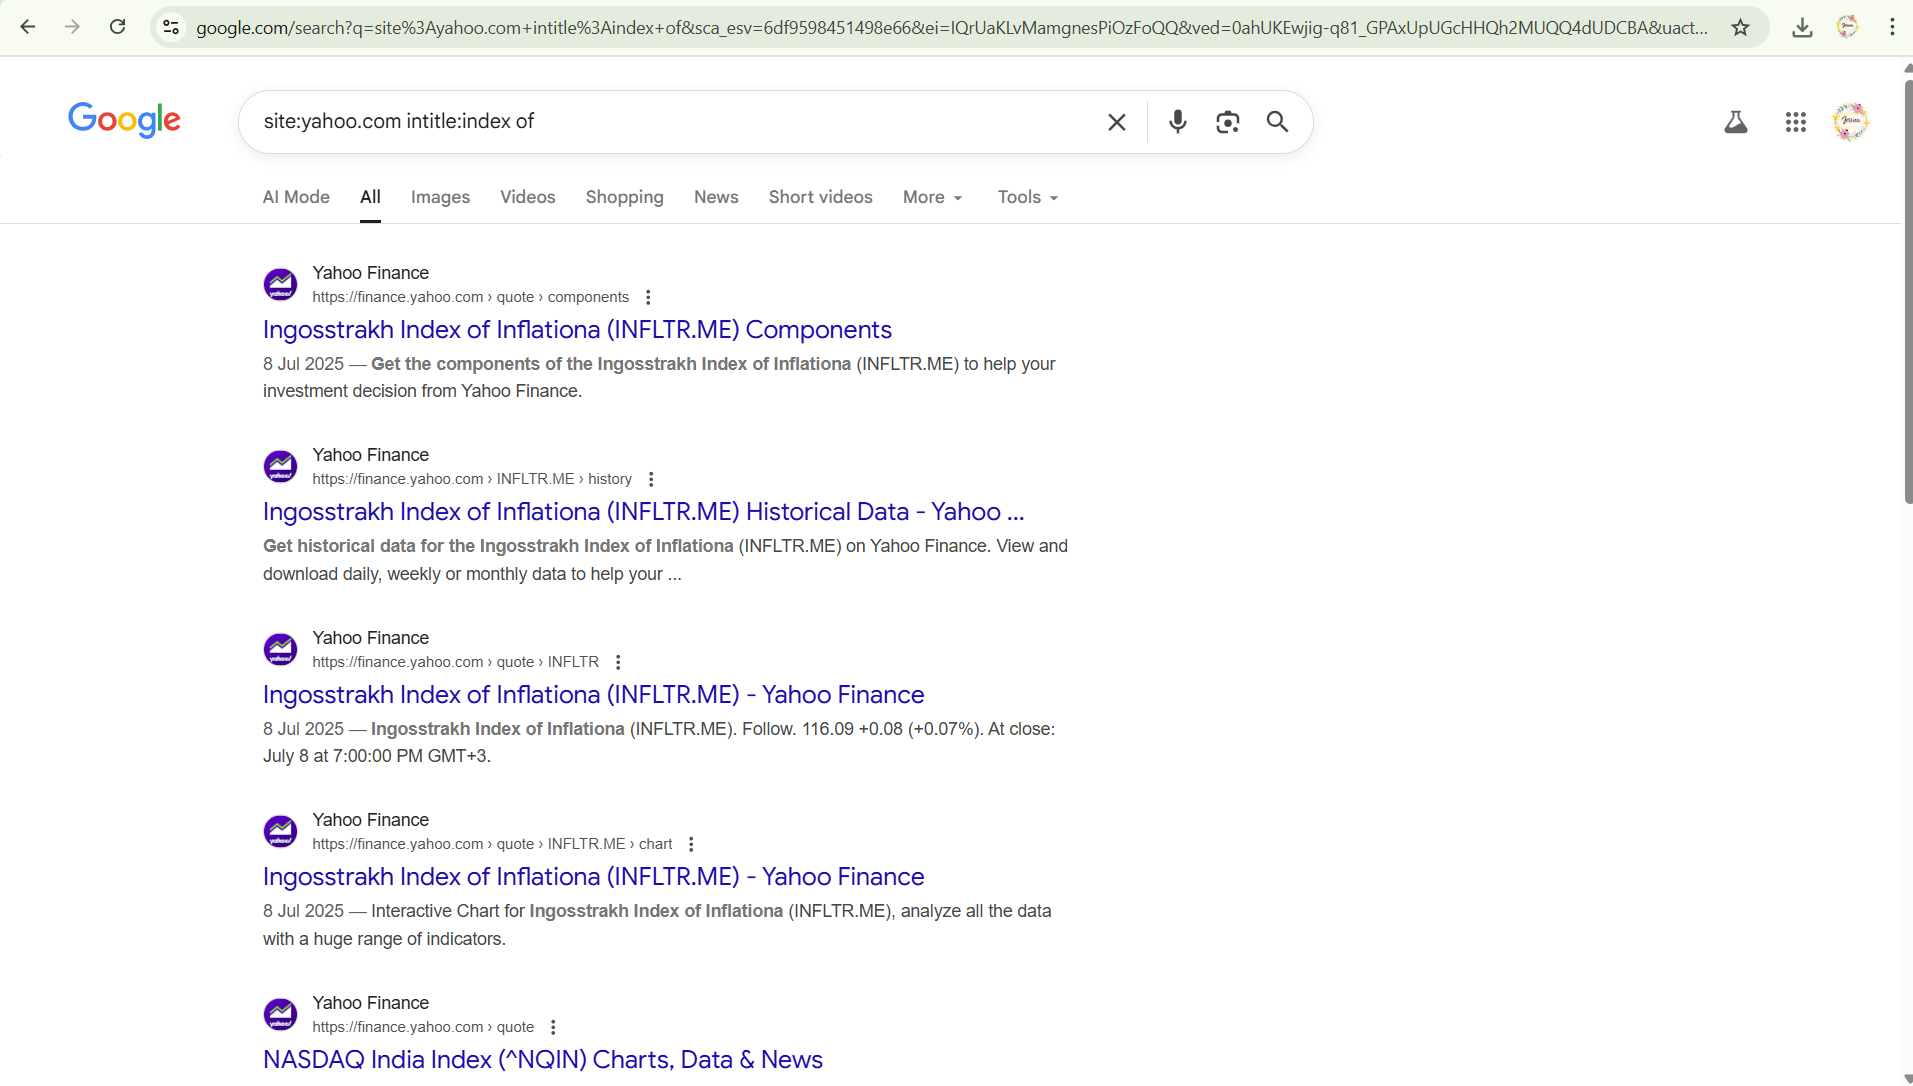 google.com/search?q=site%3Ayahoo.com+intitle%3Aindex+of&sca_esv=6df9598451498e66&ei=IQrUaKLvMamgnesPiOzFoQQ&ved=0ahUKEwjig-q81_GPAxUpUGcHHQh2MUQQ4dUDCBA&uact...
Google
site:yahoo.com intitle:index of
Jessica
AI Mode All Images Videos Shopping News Short videos More Tools
Yahoo Finance
https://finance.yahoo.com › quote › components
Ingosstrakh Index of Inflationa (INFLTR.ME) Components
8 Jul 2025 — Get the components of the Ingosstrakh Index of Inflationa (INFLTR.ME) to help your
investment decision from Yahoo Finance.
Yahoo Finance
https://finance.yahoo.com › INFLTR.ME › history
Ingosstrakh Index of Inflationa (INFLTR.ME) Historical Data - Yahoo ...
Get historical data for the Ingosstrakh Index of Inflationa (INFLTR.ME) on Yahoo Finance. View and
download daily, weekly or monthly data to help your ...
Yahoo Finance
https://finance.yahoo.com › quote › INFLTR
Ingosstrakh Index of Inflationa (INFLTR.ME) - Yahoo Finance
8 Jul 2025 — Ingosstrakh Index of Inflationa (INFLTR.ME). Follow. 116.09 +0.08 (+0.07%). At close:
July 8 at 7:00:00 PM GMT+3.
Yahoo Finance
https://finance.yahoo.com › quote › INFLTR.ME › chart
Ingosstrakh Index of Inflationa (INFLTR.ME) - Yahoo Finance
8 Jul 2025 — Interactive Chart for Ingosstrakh Index of Inflationa (INFLTR.ME), analyze all the data
with a huge range of indicators.
Yahoo Finance
https://finance.yahoo.com › quote
NASDAQ India Index (^NQIN) Charts, Data & News